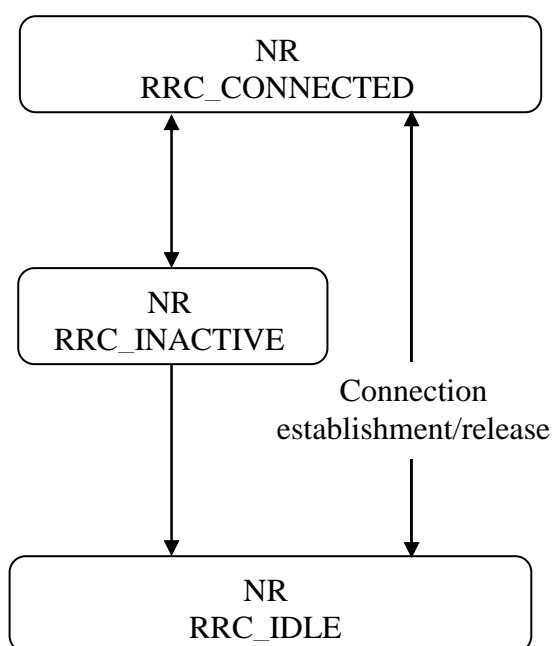 NR
RRC_CONNECTED
NR
RRC_INACTIVE
Connection
establishment/release
NR
RRC_IDLE